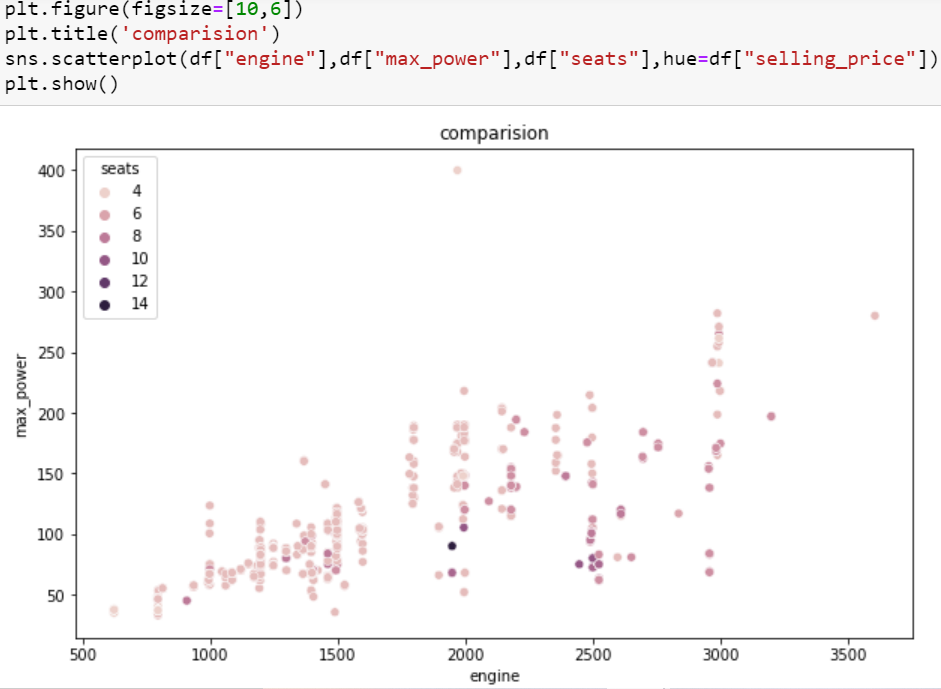 plt.figure(figsize=[10,6])
plt.title('comparision')
sns.scatterplot(df["engine"],df["max_power"],df["seats"],hue=df["selling_price"])
plt.show()
comparision
seats
4
6
8
10
12
14
400
350
300
250
200
150
100
50
max_power
500 1000 1500 2000 2500 3000 3500
engine